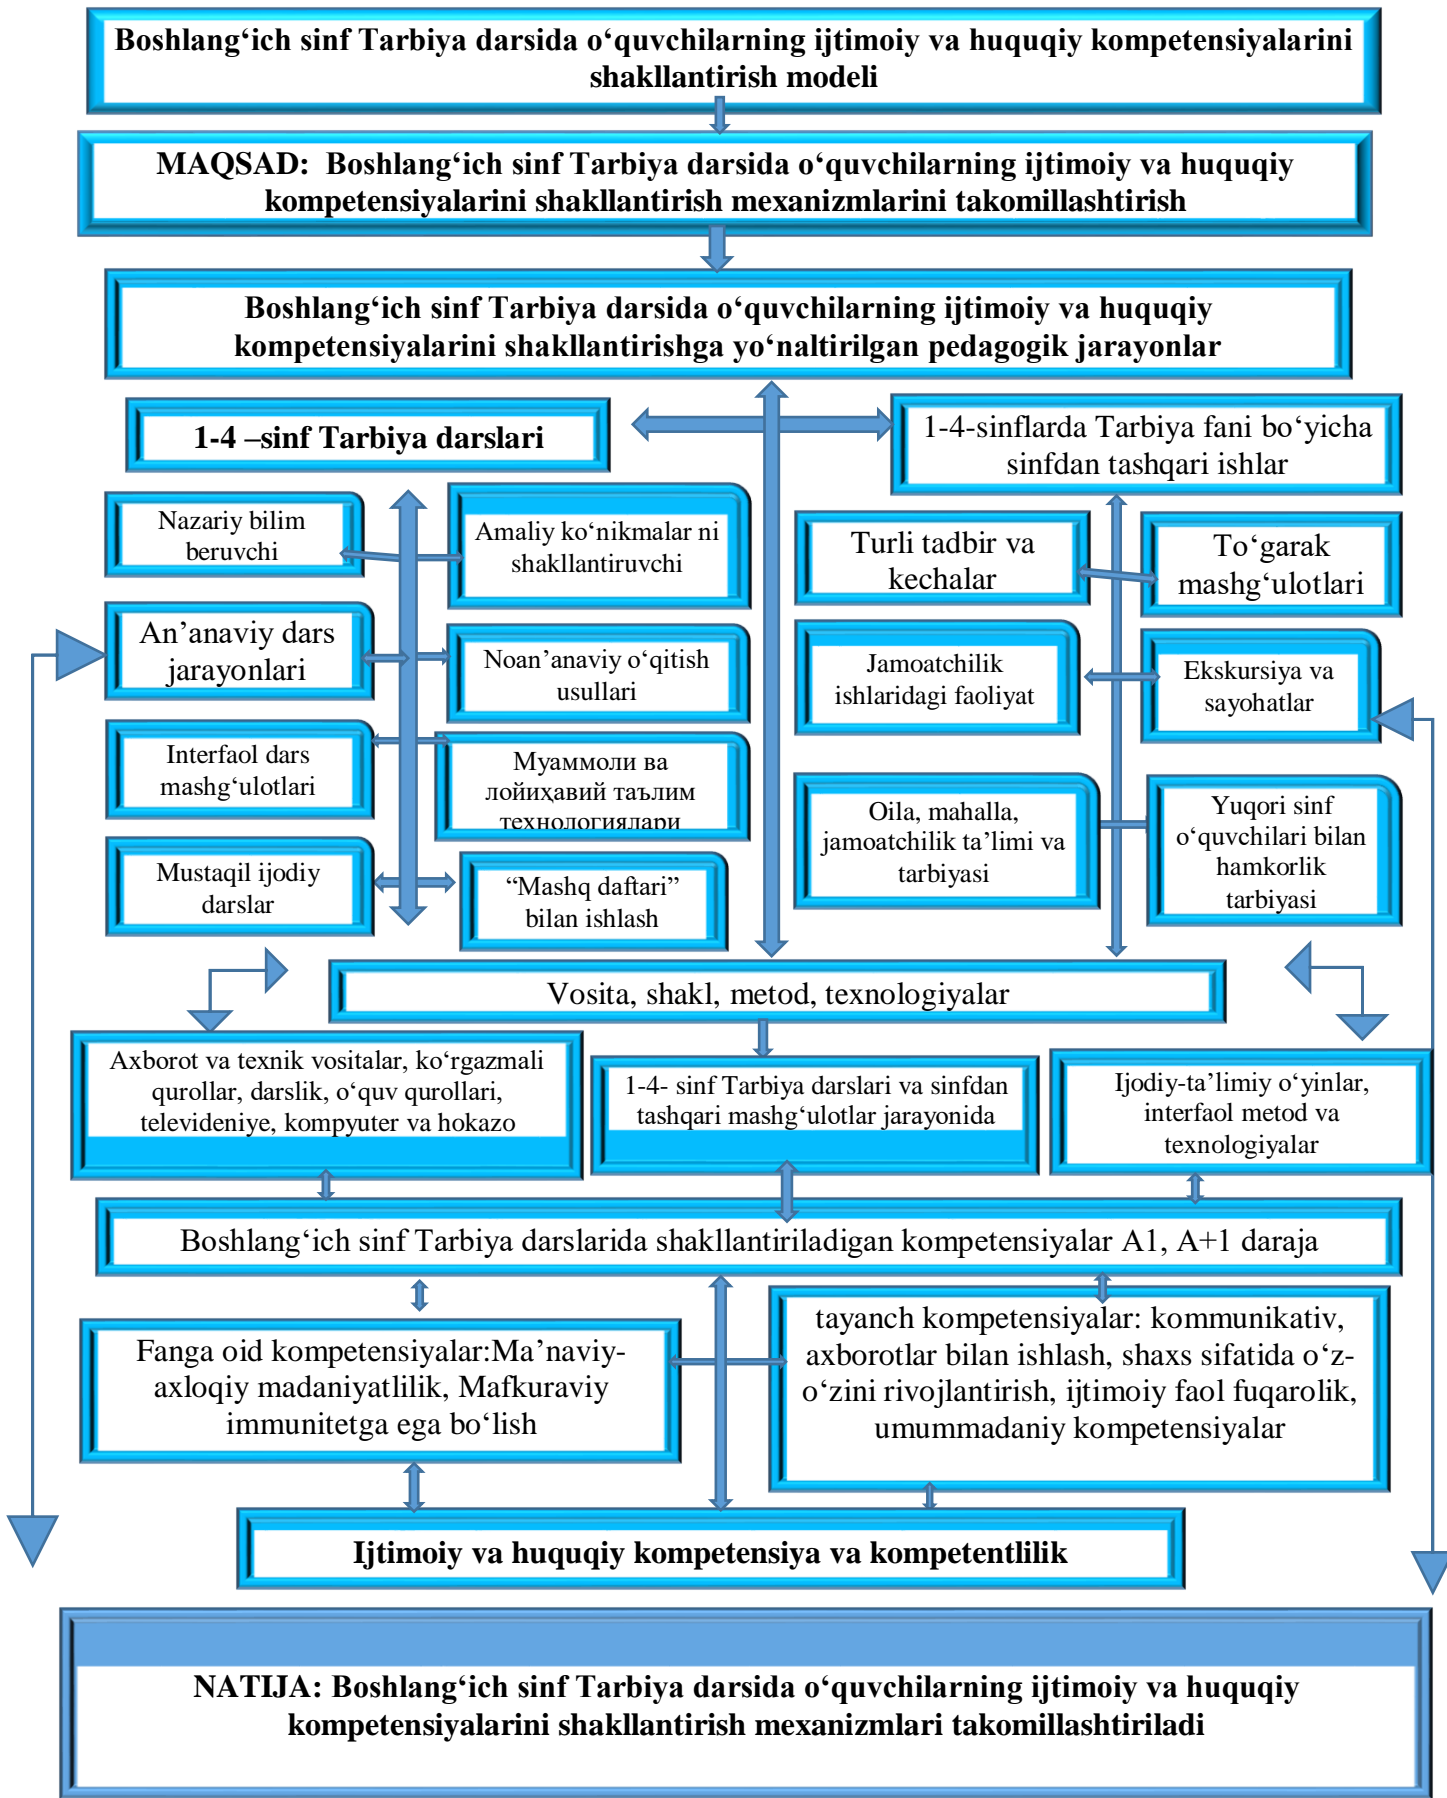 Boshlang‘ich sinf Tarbiya darsida o‘quvchilarning ijtimoiy va huquqiy kompetensiyalarini
shakllantirish modeli
MAQSAD: Boshlang‘ich sinf Tarbiya darsida o‘quvchilarning ijtimoiy va huquqiy
kompetensiyalarini shakllantirish mexanizmlarini takomillashtirish
Boshlang‘ich sinf Tarbiya darsida o‘quvchilarning ijtimoiy va huquqiy
kompetensiyalarini shakllantirishga yo‘naltirilgan pedagogik jarayonlar
1-4 –sinf Tarbiya darslari
1-4-sinflarda Tarbiya fani bo‘yicha
sinfdan tashqari ishlar
Nazariy bilim
beruvchi
Amaliy ko‘nikmalar ni
shakllantiruvchi
Turli tadbir va
kechalar
To‘garak
mashg‘ulotlari
An’anaviy dars
jarayonlari
Noan’anaviy o‘qitish
usullari
Jamoatchilik
ishlaridagi faoliyat
Ekskursiya va
sayohatlar
Interfaol dars
mashg‘ulotlari
Муаммоли ва
лойиҳавий таълим
технологиялари
Oila, mahalla,
jamoatchilik ta’limi va
tarbiyasi
Yuqori sinf
o‘quvchilari bilan
hamkorlik
tarbiyasi
Mustaqil ijodiy
darslar
“Mashq daftari”
bilan ishlash
Vosita, shakl, metod, texnologiyalar
Axborot va texnik vositalar, ko‘rgazmali
qurollar, darslik, o‘quv qurollari,
televideniye, kompyuter va hokazo
1-4- sinf Tarbiya darslari va sinfdan
tashqari mashg‘ulotlar jarayonida
Ijodiy-ta’limiy o‘yinlar,
interfaol metod va
texnologiyalar
Boshlang‘ich sinf Tarbiya darslarida shakllantiriladigan kompetensiyalar A1, A+1 daraja
Fanga oid kompetensiyalar:Ma’naviy-
axloqiy madaniyatlilik, Mafkuraviy
immunitetga ega bo‘lish
tayanch kompetensiyalar: kommunikativ,
axborotlar bilan ishlash, shaxs sifatida o‘z-
o‘zini rivojlantirish, ijtimoiy faol fuqarolik,
umummadaniy kompetensiyalar
Ijtimoiy va huquqiy kompetensiya va kompetentlilik
NATIJA: Boshlang‘ich sinf Tarbiya darsida o‘quvchilarning ijtimoiy va huquqiy
kompetensiyalarini shakllantirish mexanizmlari takomillashtiriladi